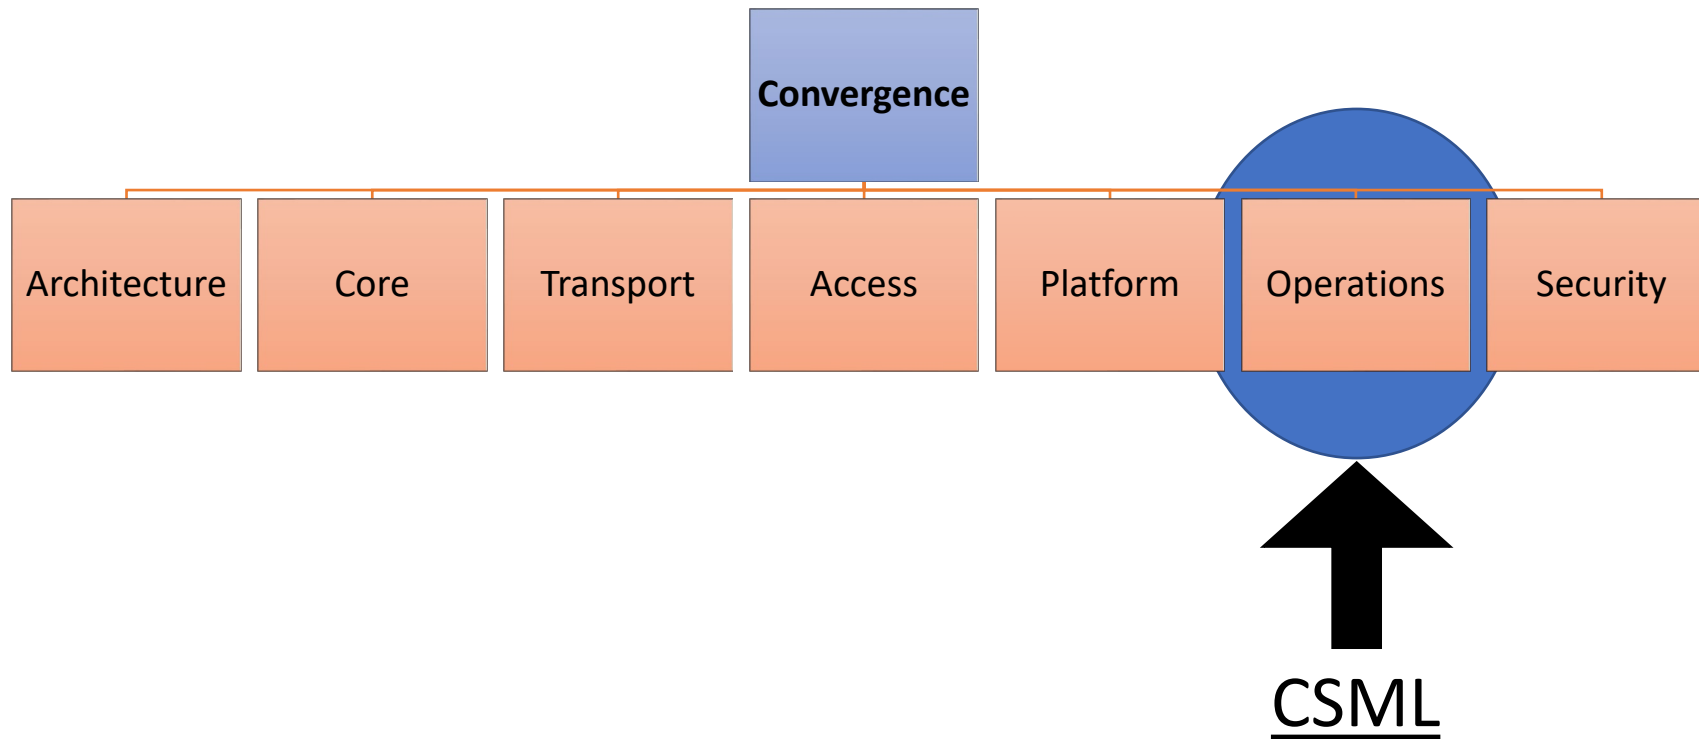 Convergence
Architecture
Core
Transport
Access
Platform
Operations
Security
CSML